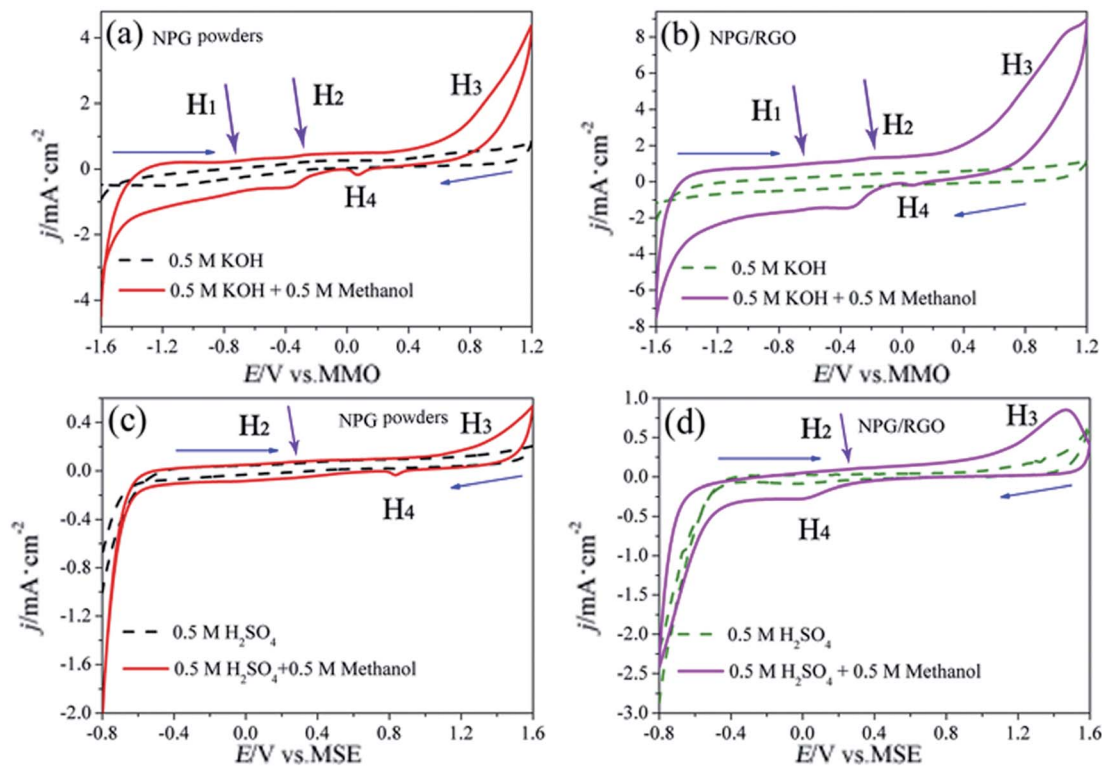 (a) NPG powders
H₁
H₂
H₃
H₄
0.5 M KOH
0.5 M KOH + 0.5 M Methanol
4
2
0
-2
-4
j/mA·cm⁻²
-1.6 -1.2 -0.8 -0.4 0.0 0.4 0.8 1.2
E/V vs.MMO
(b) NPG/RGO
H₁
H₂
H₃
H₄
0.5 M KOH
0.5 M KOH + 0.5 M Methanol
8
6
4
2
0
-2
-4
-6
-8
j/mA·cm⁻²
-1.6 -1.2 -0.8 -0.4 0.0 0.4 0.8 1.2
E/V vs.MMO
(c) NPG powders
H₂
H₃
H₄
0.5 M H₂SO₄
0.5 M H₂SO₄+0.5 M Methanol
0.4
0.0
-0.4
-0.8
-1.2
-1.6
-2.0
j/mA·cm⁻²
-0.8 -0.4 0.0 0.4 0.8 1.2 1.6
E/V vs.MSE
(d) NPG/RGO
H₂
H₃
H₄
0.5 M H₂SO₄
0.5 M H₂SO₄ + 0.5 M Methanol
1.0
0.5
0.0
-0.5
-1.0
-1.5
-2.0
-2.5
-3.0
j/mA·cm⁻²
-0.8 -0.4 0.0 0.4 0.8 1.2 1.6
E/V vs.MSE